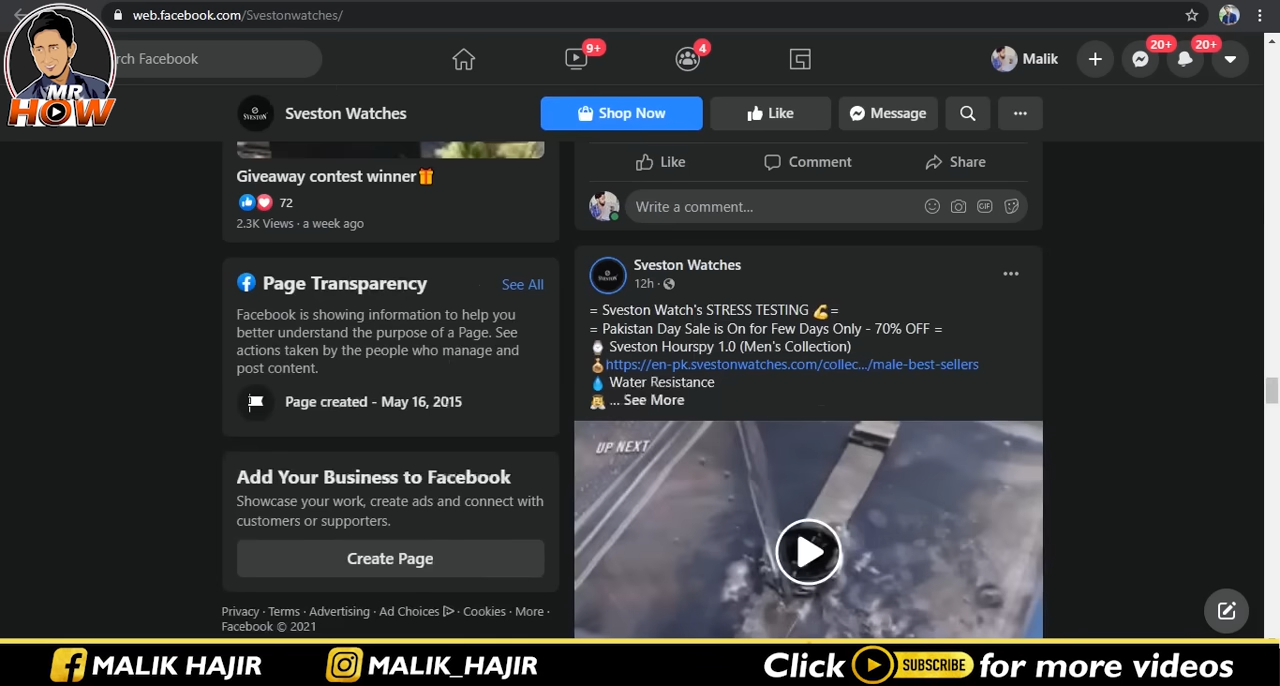 web.facebook.com/Svestonwatches/
MR
HOW
rch Facebook
9+
4
Malik
20+
20+
SVESTON
Sveston Watches
Shop Now
Like
Message
Giveaway contest winner🎁
72
2.3K Views · a week ago
Page Transparency
See All
Facebook is showing information to help you
better understand the purpose of a Page. See
actions taken by the people who manage and
post content.
Page created - May 16, 2015
Add Your Business to Facebook
Showcase your work, create ads and connect with
customers or supporters.
Create Page
Privacy · Terms · Advertising · Ad Choices · Cookies · More ·
Facebook © 2021
Like
Comment
Share
Write a comment...
GIF
Sveston Watches
12h ·
= Sveston Watch's STRESS TESTING 💪=
= Pakistan Day Sale is On for Few Days Only - 70% OFF =
⌚ Sveston Hourspy 1.0 (Men's Collection)
https://en-pk.svestonwatches.com/collec.../male-best-sellers
💧 Water Resistance
... See More
UP NEXT
MALIK HAJIR
MALIK_HAJIR
Click SUBSCRIBE for more videos